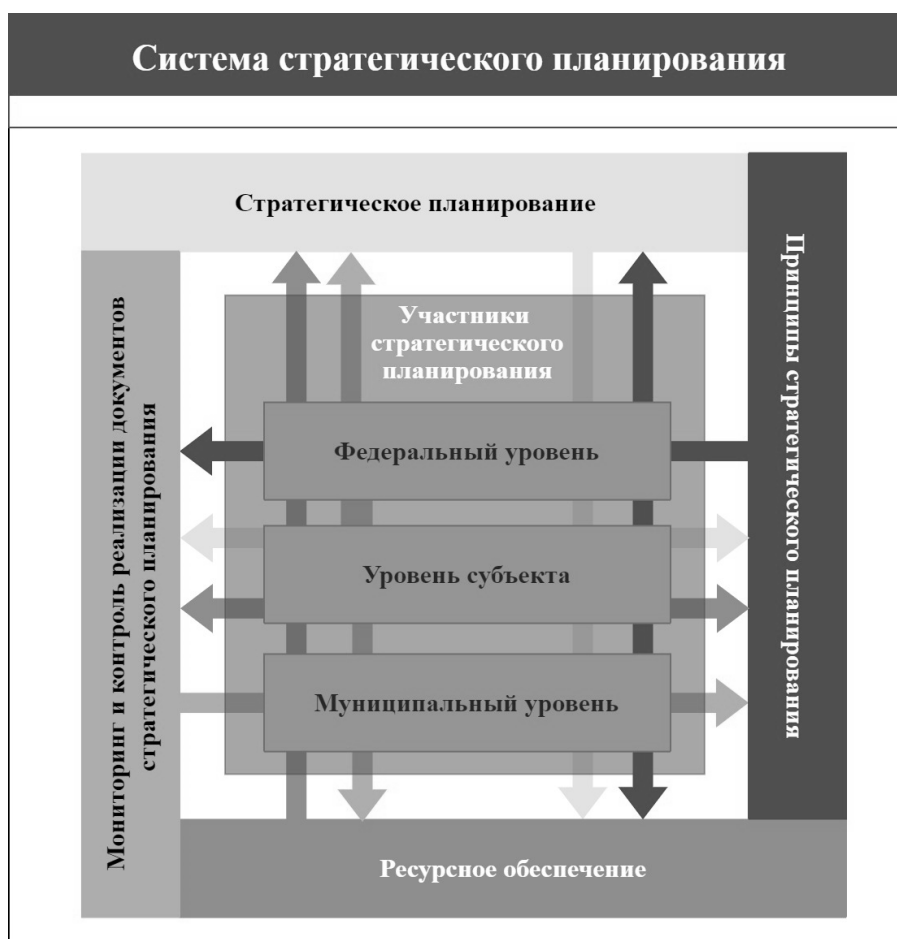 Система стратегического планирования
Стратегическое планирование
Мониторинг и контроль реализации документов
стратегического планирования
Участники
стратегического
планирования
Федеральный уровень
Уровень субъекта
Муниципальный уровень
Принципы стратегического планирования
Ресурсное обеспечение